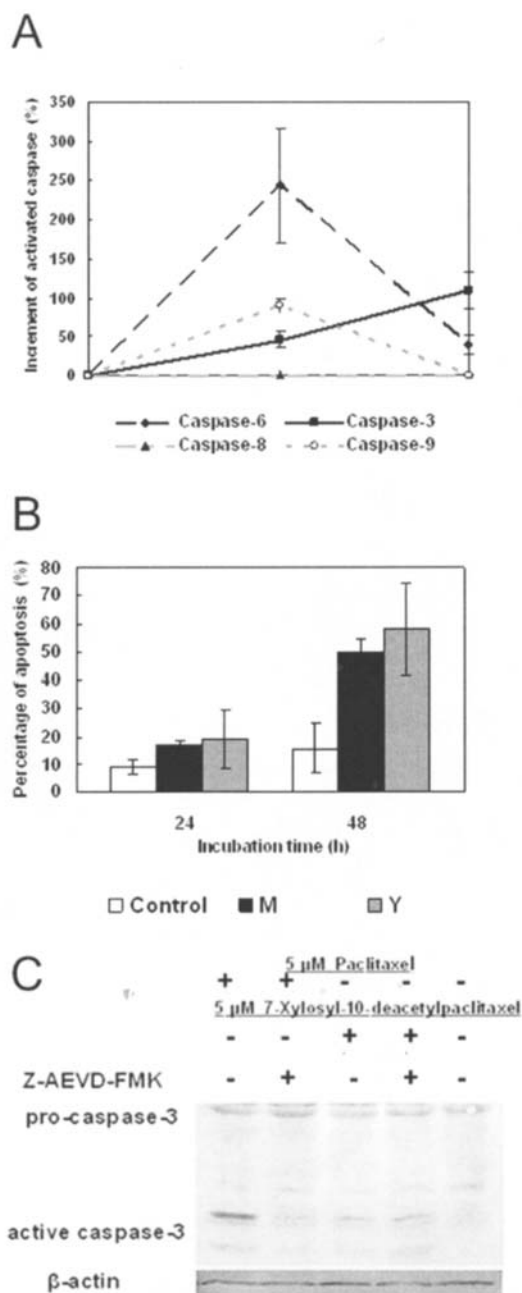 A
Increment of activated caspase (%)
350
300
250
200
150
100
50
0
Caspase-6 Caspase-3
Caspase-8 Caspase-9
B
Percentage of apoptosis (%)
80
70
60
50
40
30
20
10
0
24 48
Incubation time (h)
Control M Y
C
5 μM Paclitaxel
+ + - - -
5 μM 7-Xylosyl-10-deacetylpaclitaxel
- - + + -
Z-AEVD-FMK - + - + -
pro-caspase-3
active caspase-3
β-actin